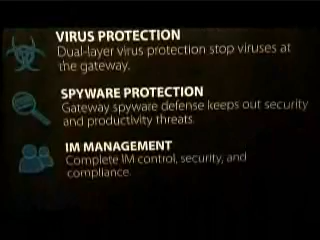 VIRUS PROTECTION
Dual-layer virus protection stop viruses at
the gateway.
SPYWARE PROTECTION
Gateway spyware defense keeps out security
and productivity threats.
IM MANAGEMENT
Complete IM control, security, and
compliance.